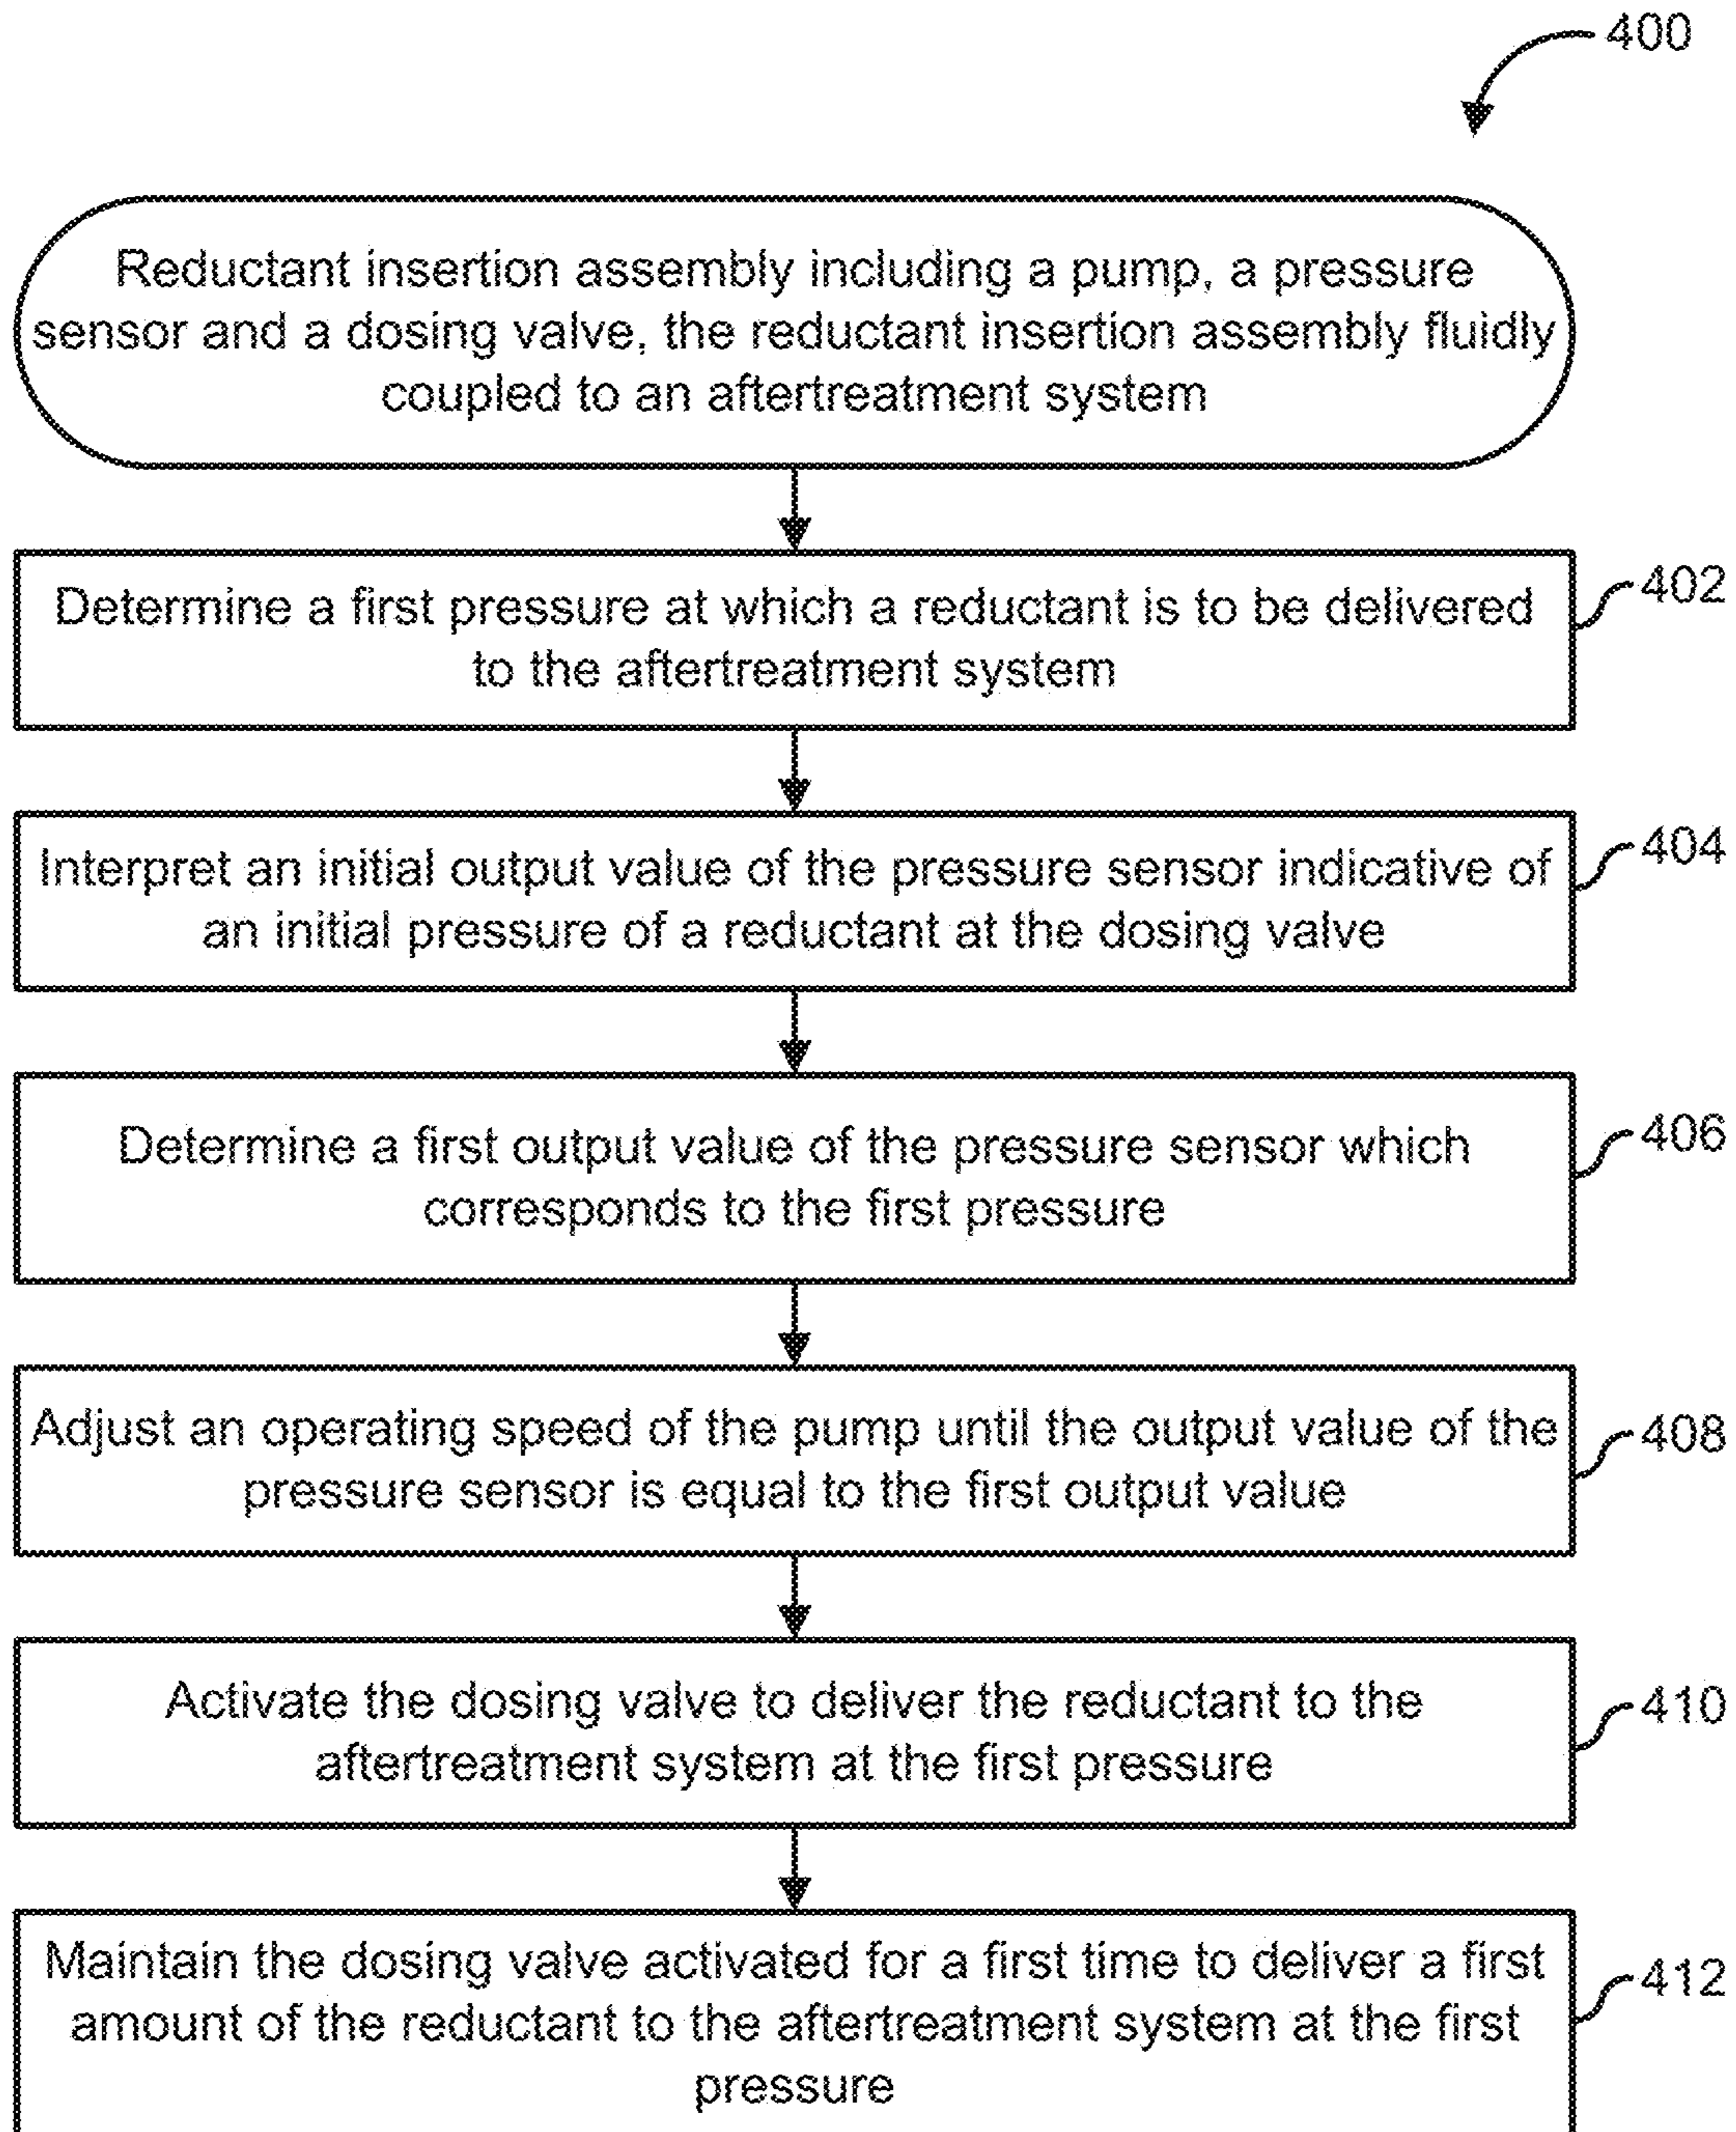 400
Reductant insertion assembly including a pump, a pressure
sensor and a dosing valve, the reductant insertion assembly fluidly
coupled to an aftertreatment system
Determine a first pressure at which a reductant is to be delivered
to the aftertreatment system
402
Interpret an initial output value of the pressure sensor indicative of
an initial pressure of a reductant at the dosing valve
404
Determine a first output value of the pressure sensor which
corresponds to the first pressure
406
Adjust an operating speed of the pump until the output value of the
pressure sensor is equal to the first output value
408
Activate the dosing valve to deliver the reductant to the
aftertreatment system at the first pressure
410
Maintain the dosing valve activated for a first time to deliver a first
amount of the reductant to the aftertreatment system at the first
pressure
412